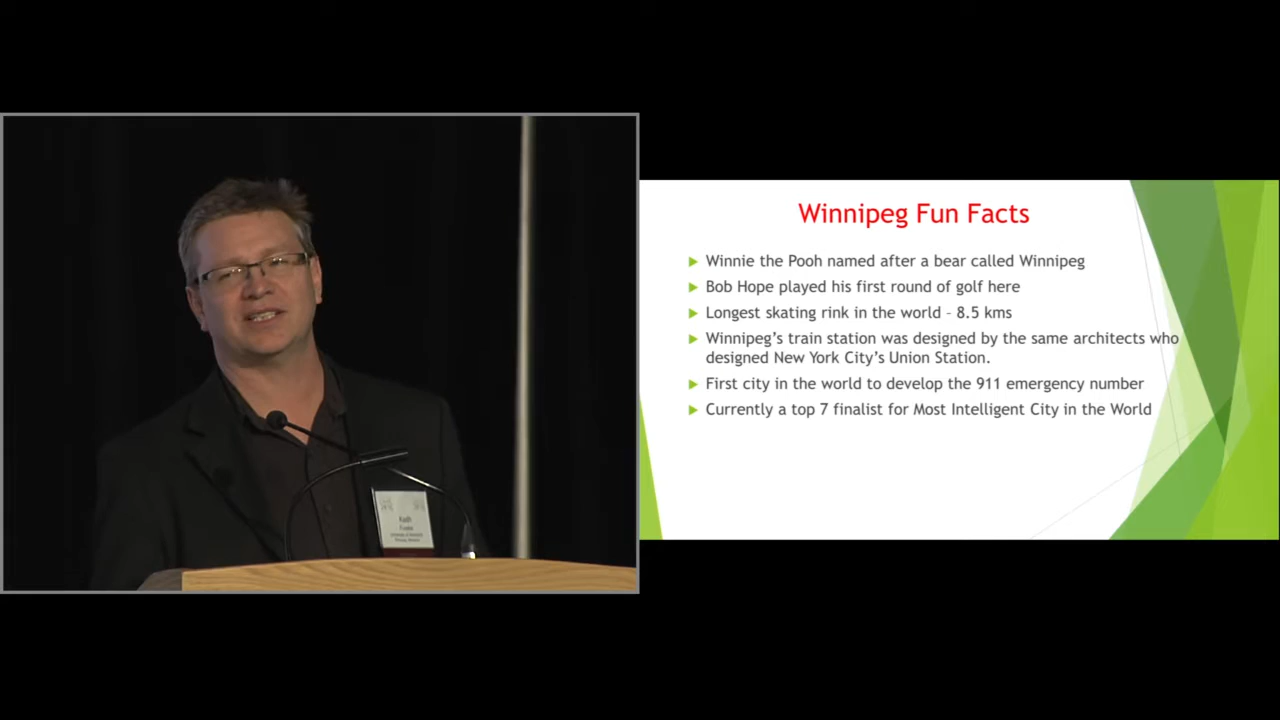 Keith
Winnipeg Fun Facts
Winnie the Pooh named after a bear called Winnipeg
Bob Hope played his first round of golf here
Longest skating rink in the world – 8.5 kms
Winnipeg’s train station was designed by the same architects who
designed New York City’s Union Station.
First city in the world to develop the 911 emergency number
Currently a top 7 finalist for Most Intelligent City in the World